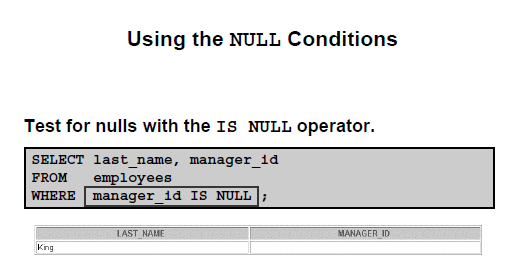 Using the NULL Conditions
Test for nulls with the IS NULL operator.
SELECT last_name, manager_id
FROM employees
WHERE manager_id IS NULL ;
LAST_NAME MANAGER_ID
King